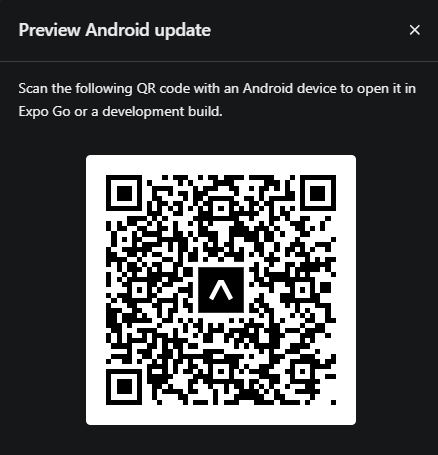 Preview Android update
Scan the following QR code with an Android device to open it in
Expo Go or a development build.